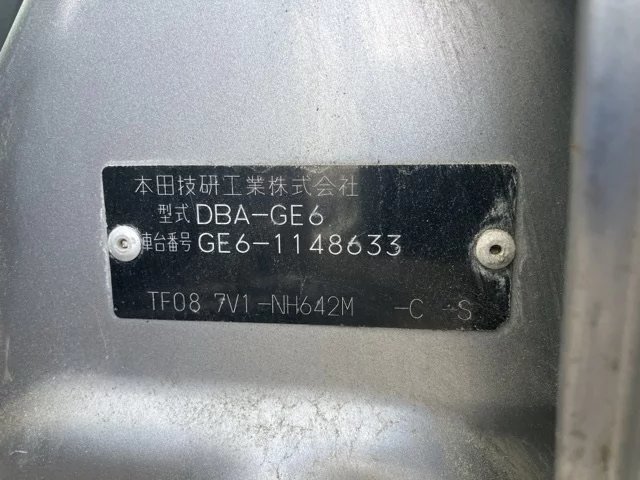 本田技研工業株式会社
型式 DBA-GE6
車台番号 GE6-1148633
TF08 7V1-NH642M -C -S